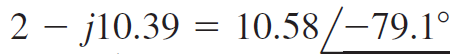 2 − j10.39 = 10.58/−79.1°